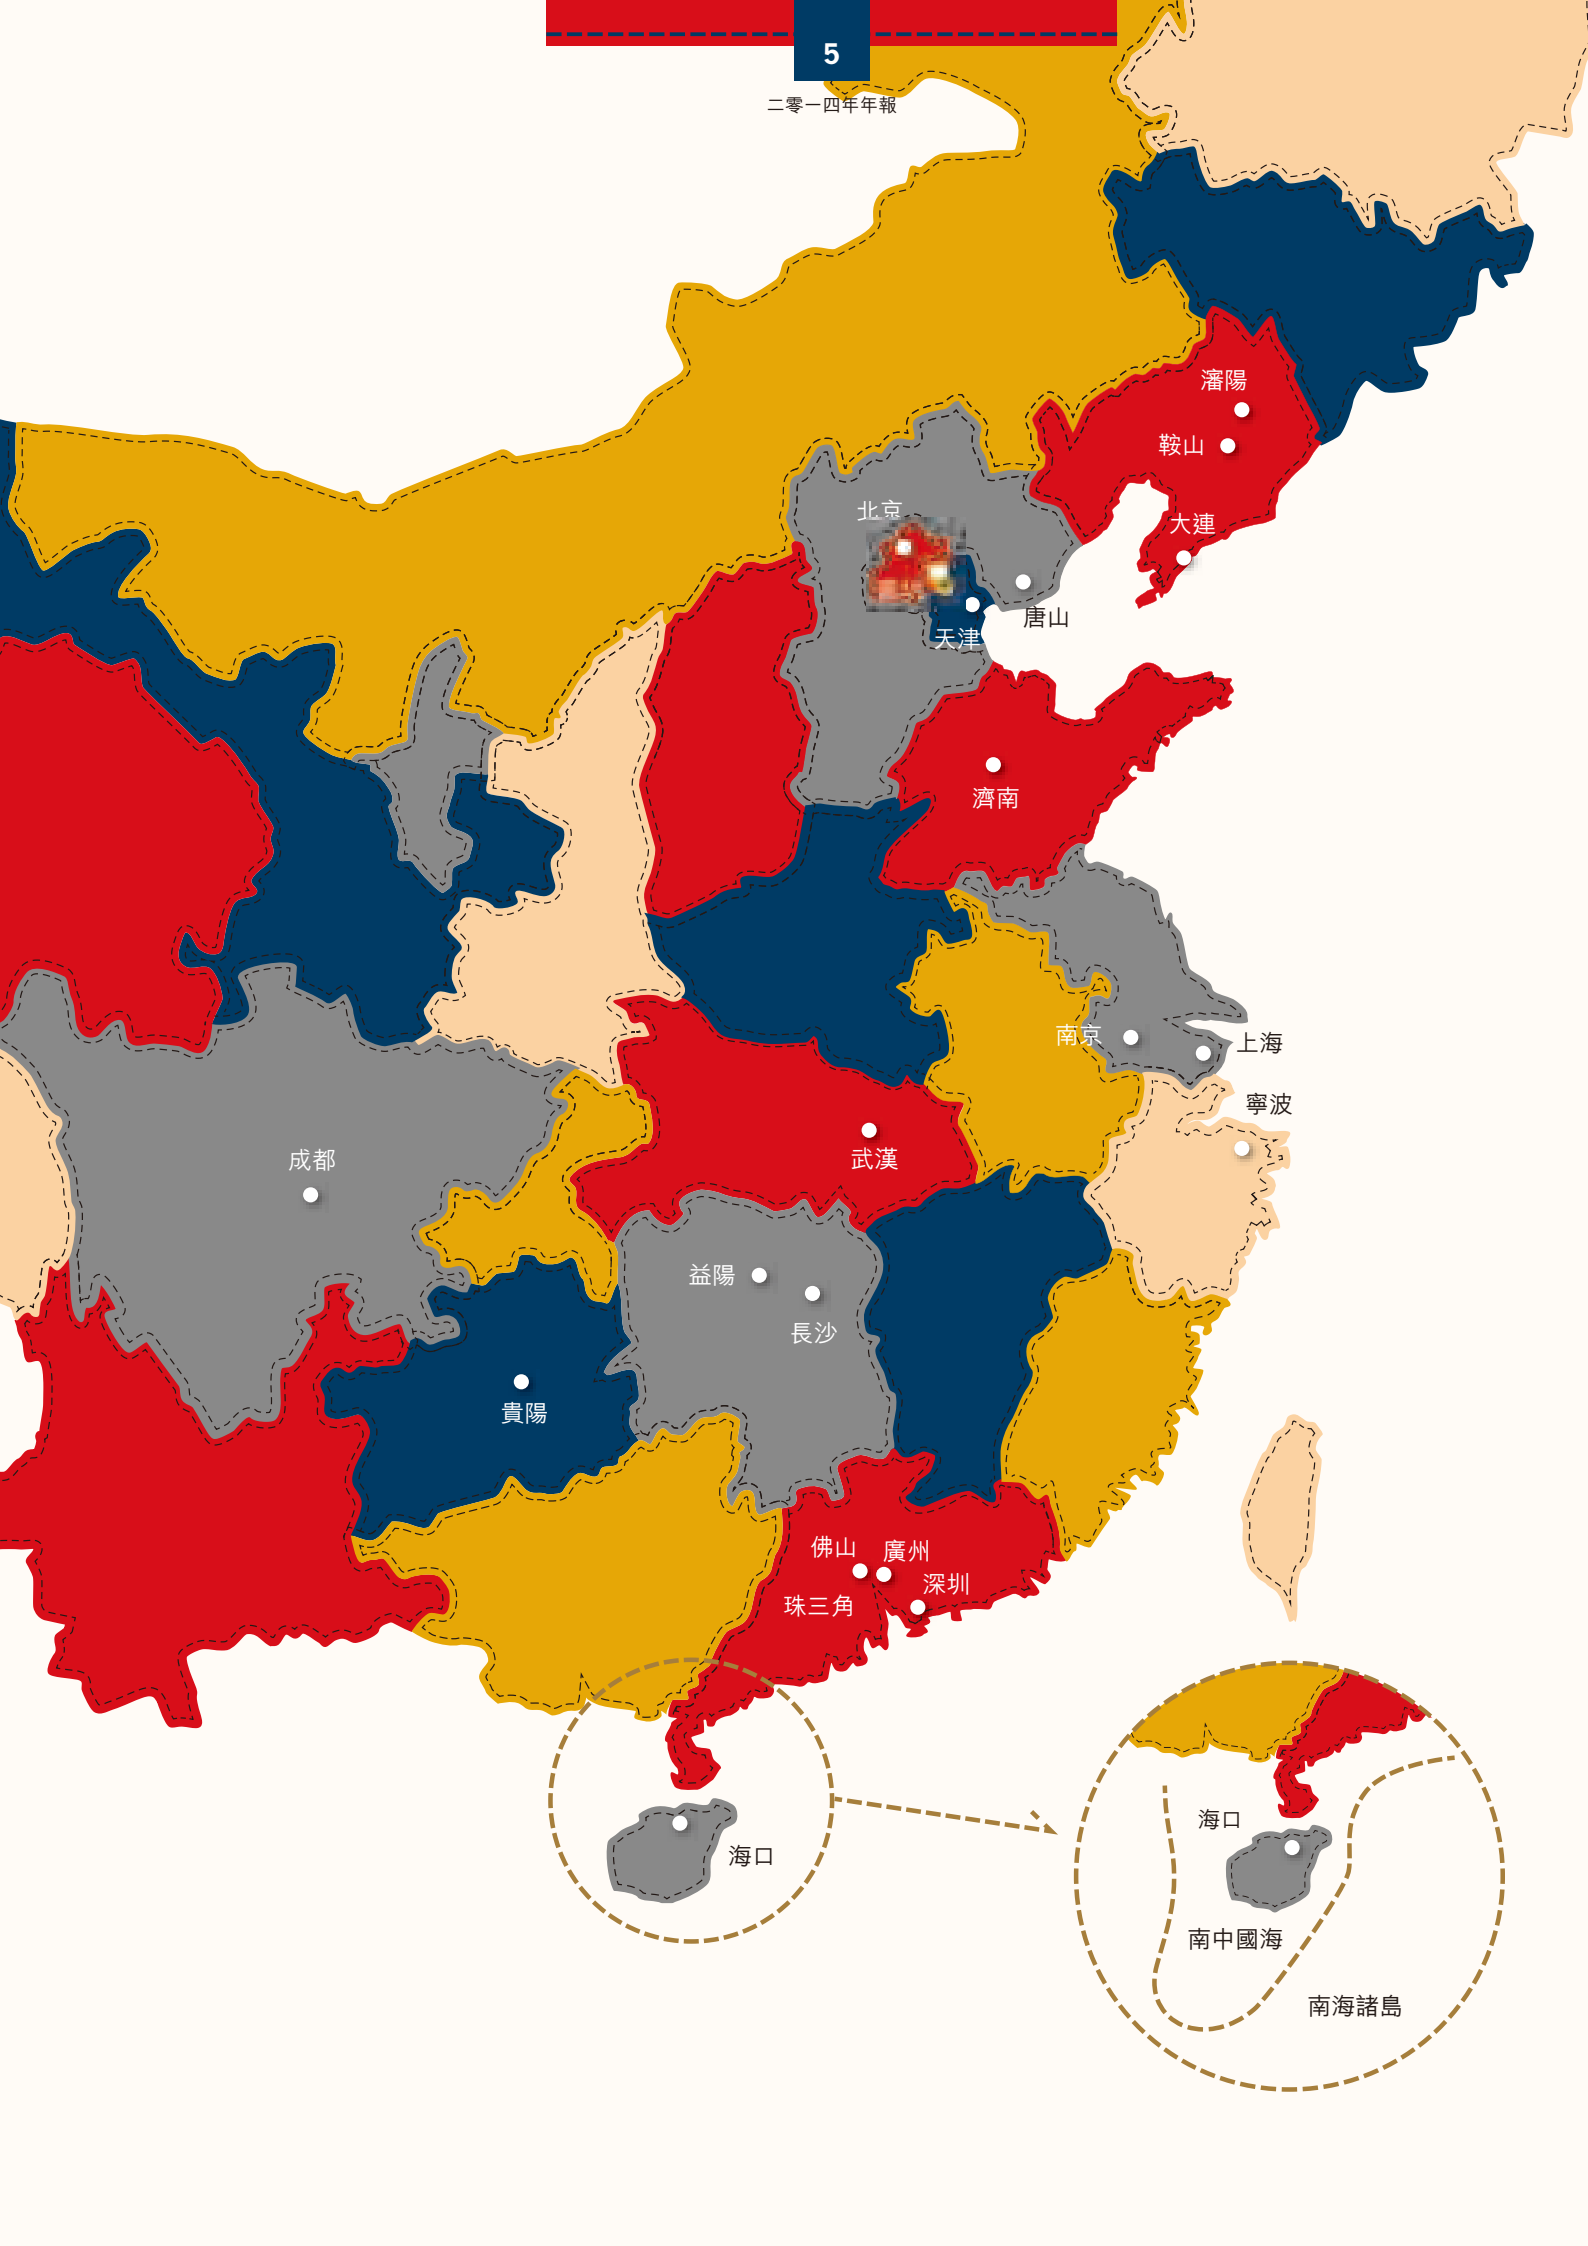 5
二零一四年年報
瀋陽
鞍山
北京
大連
唐山
天津
濟南
南京
上海
寧波
成都
武漢
益陽
長沙
貴陽
佛山
廣州
深圳
珠三角
海口
海口
南中國海
南海諸島